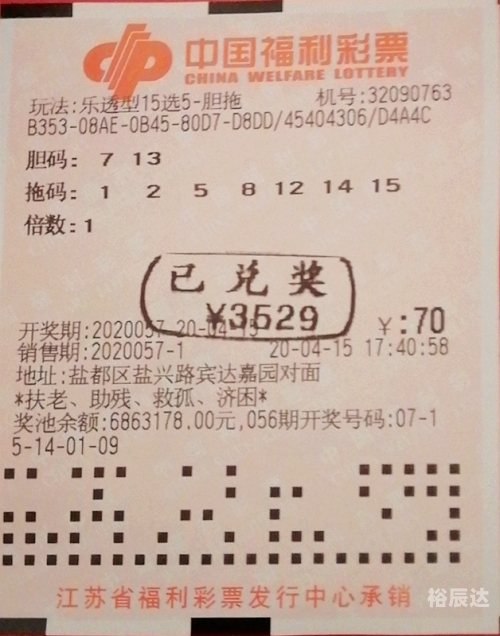 中国福利彩票
CHINA WELFARE LOTTERY
玩法:乐透型15选5-胆拖 机号:32090763
B353-08AE-0B45-80D7-D8DD/45404306/D4A4C
胆码: 7 13
拖码: 1 2 5 8 12 14 15
倍数:1
已兑奖
¥3529
开奖期:2020057-20-04-15 ¥:70
销售期:2020057-1 20-04-15 17:40:58
地址:盐都区盐兴路宾达嘉园对面
*扶老、助残、救孤、济困*
奖池余额:6863178.00元,056期开奖号码:07-1
5-14-01-09
江苏省福利彩票发行中心承销
裕辰达